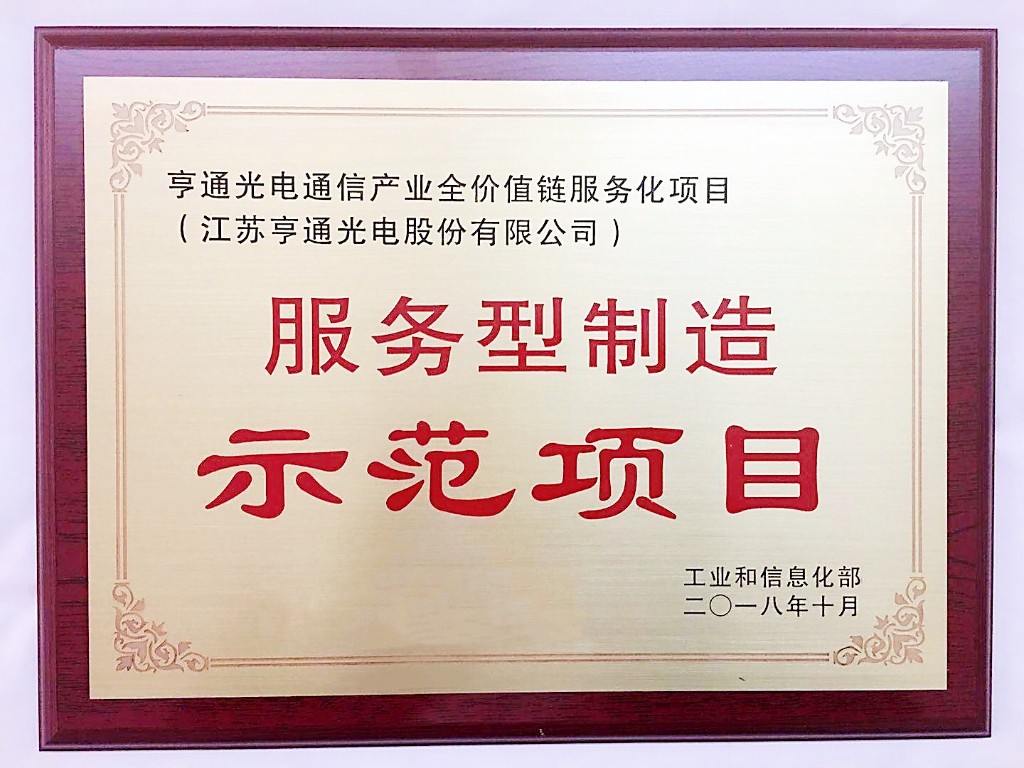 亨通光电通信产业全价值链服务化项目
（江苏亨通光电股份有限公司）
服务型制造
示范项目
工业和信息化部
二〇一八年十月